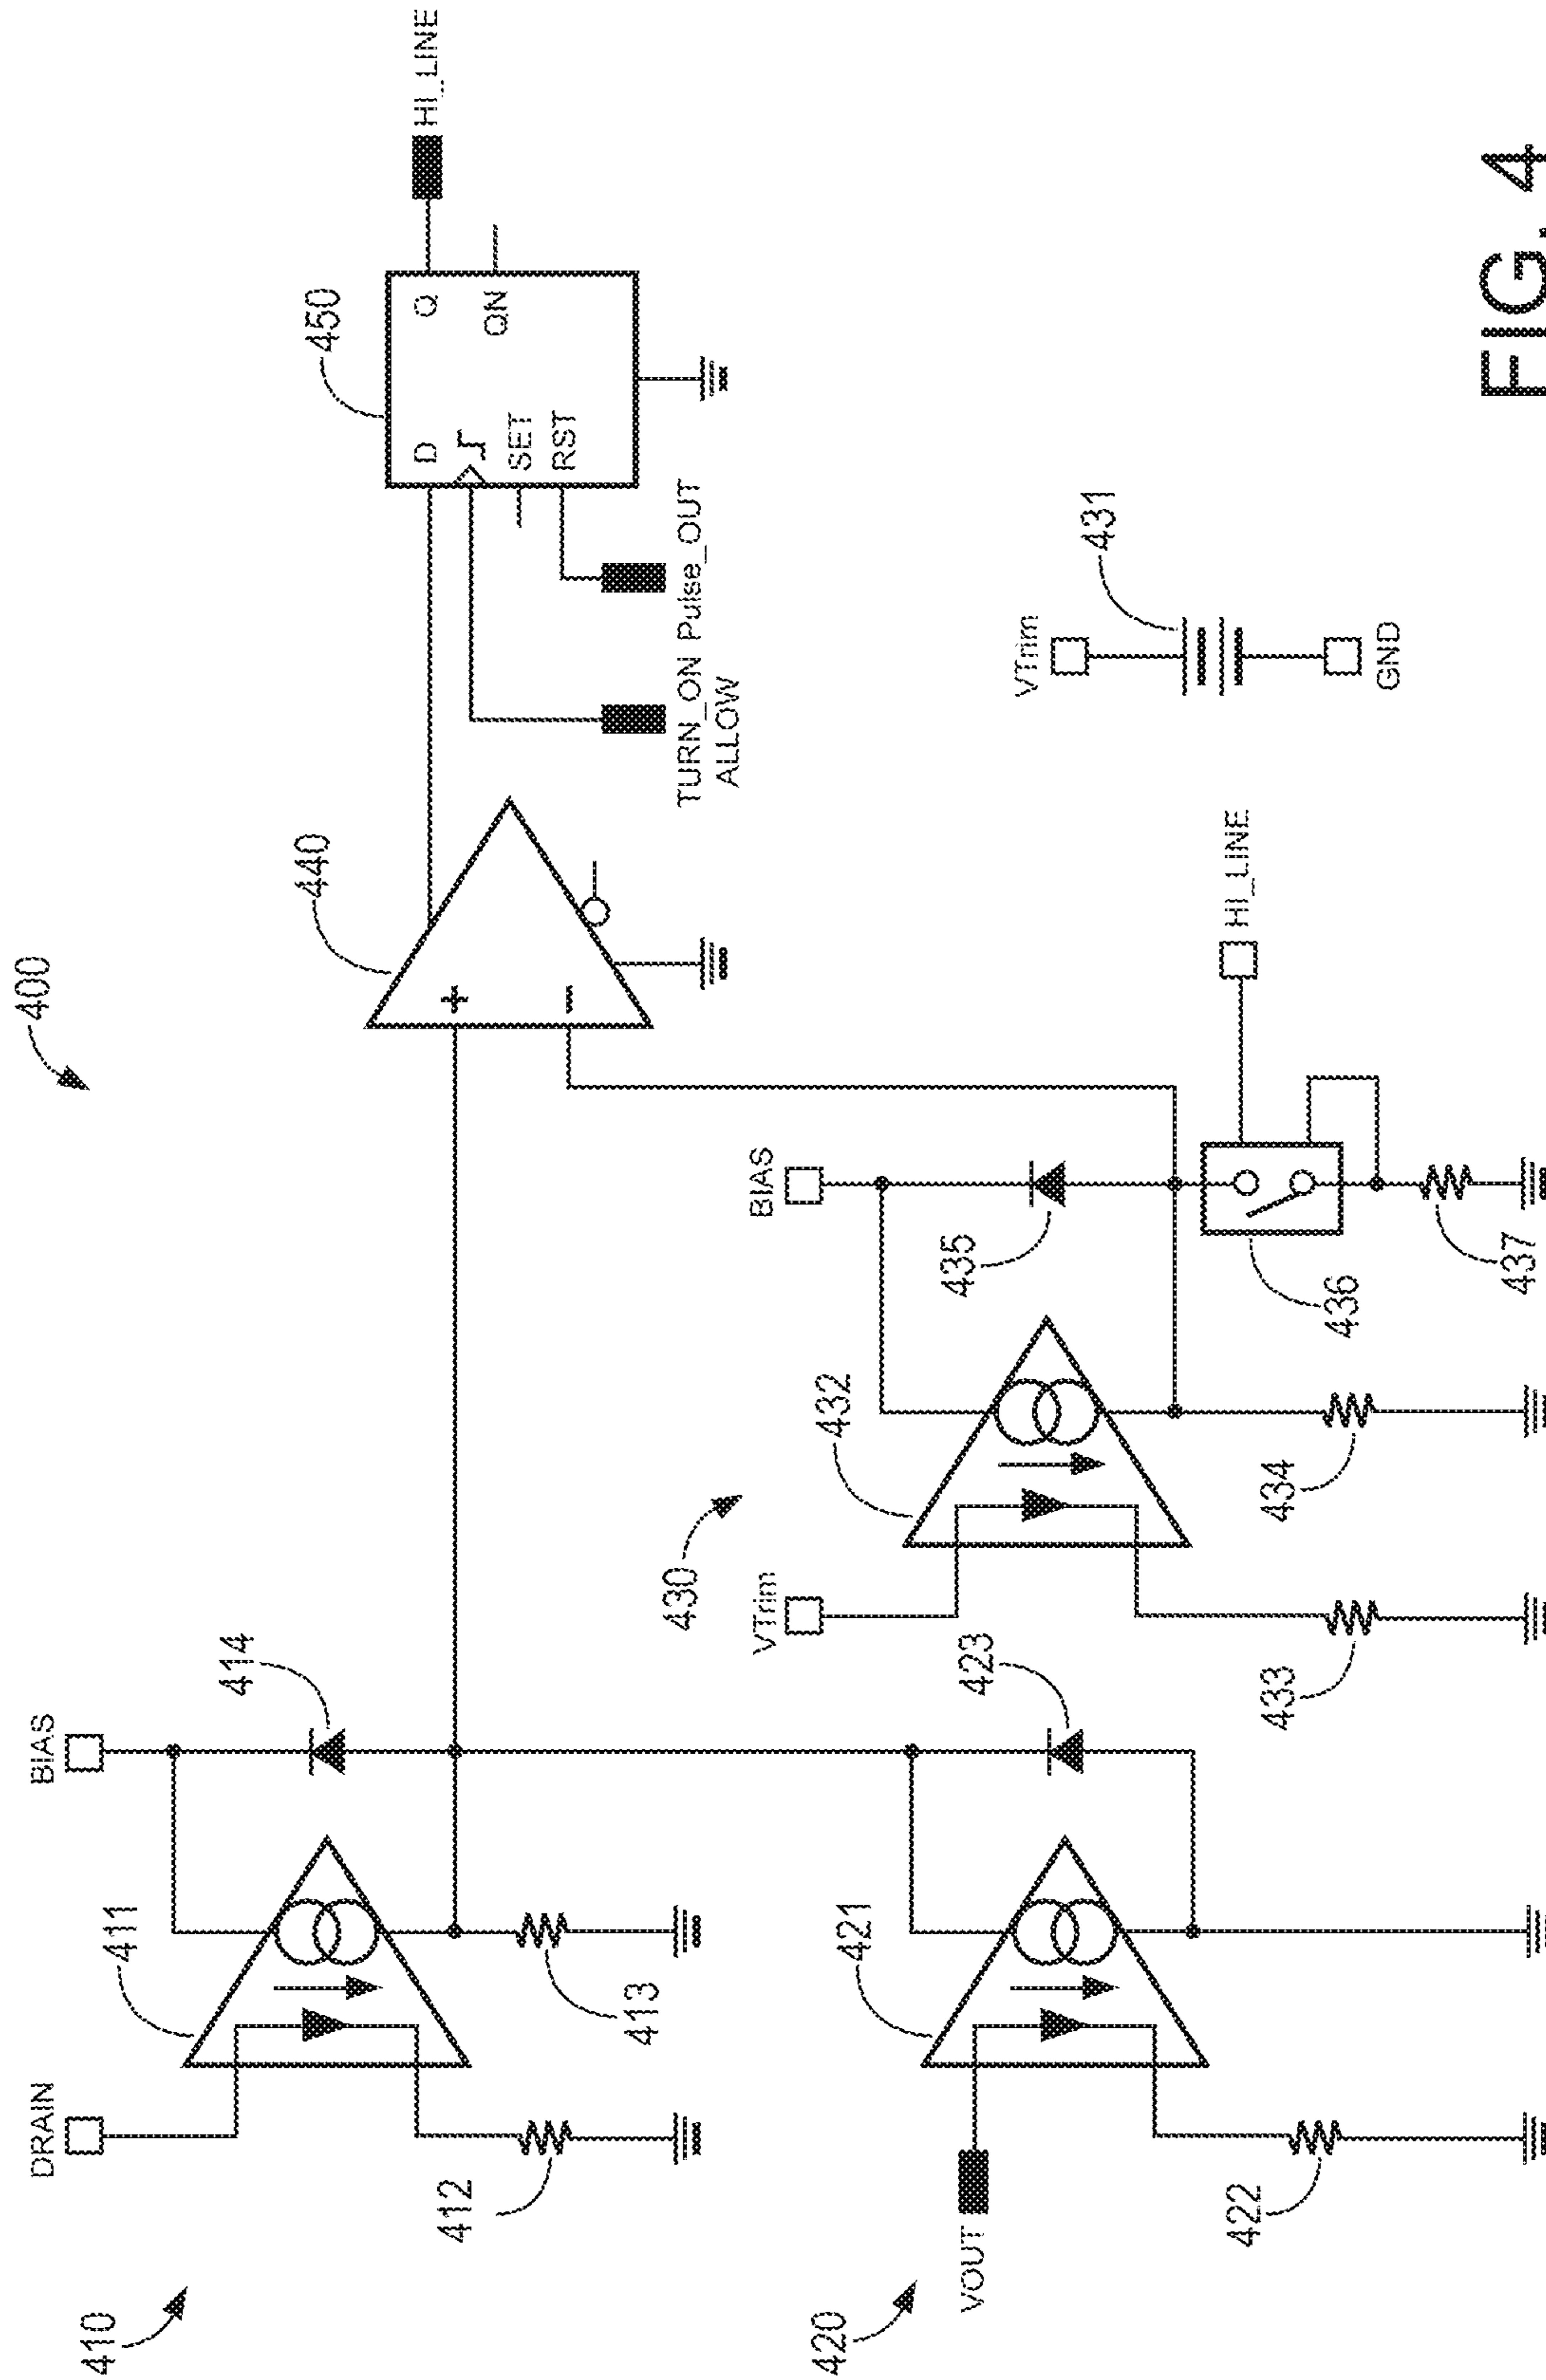 400
410
DRAIN
411
BIAS
414
412
413
420
VOUT
421
423
422
430
VTrim
432
BIAS
435
433
434
436
437
HI_LINE
440
+
−
450
D
Q
SET
QN
RST
HI_LINE
TURN_ON Pulse_OUT
ALLOW
VTrim
431
GND
FIG. 4